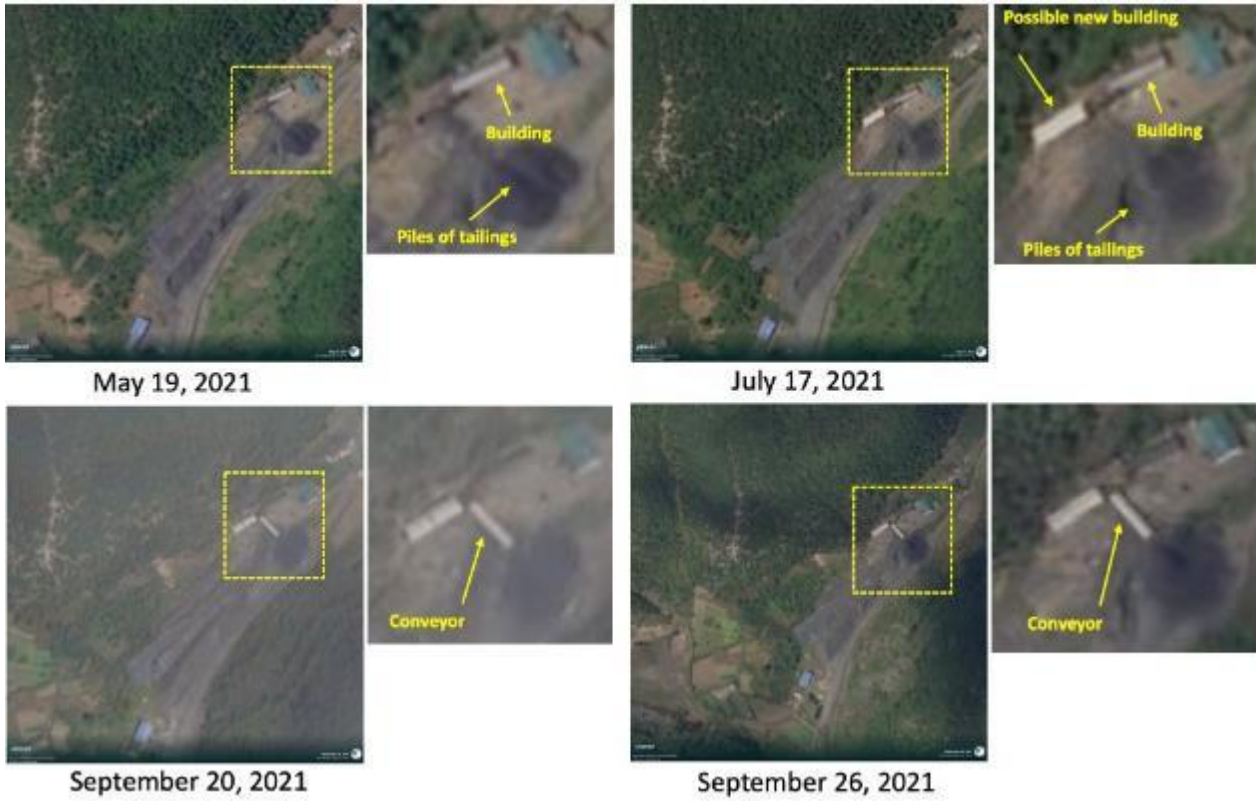 Building
Piles of tailings
May 19, 2021
Possible new building
Building
Piles of tailings
July 17, 2021
Conveyor
September 20, 2021
Conveyor
September 26, 2021